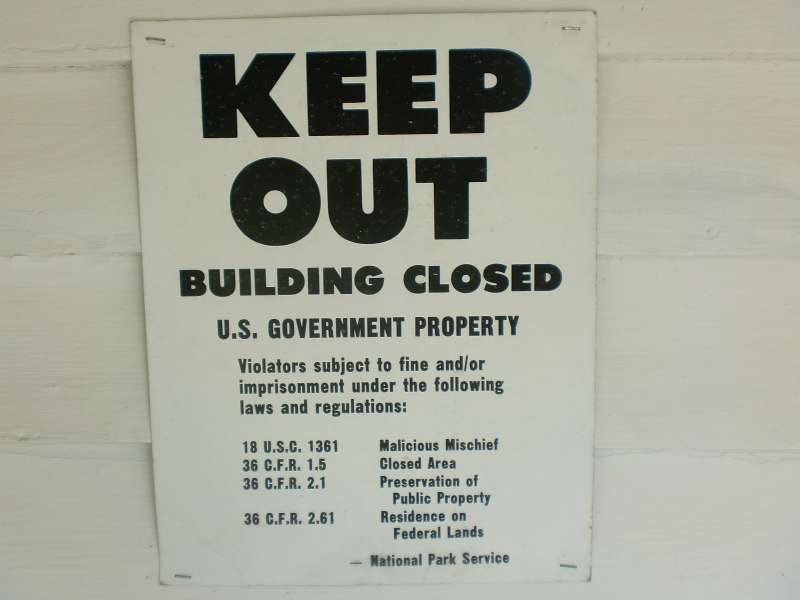 KEEP
OUT
BUILDING CLOSED
U.S. GOVERNMENT PROPERTY
Violators subject to fine and/or
imprisonment under the following
laws and regulations:
18 U.S.C. 1361 Malicious Mischief
36 C.F.R. 1.5 Closed Area
36 C.F.R. 2.1 Preservation of
Public Property
36 C.F.R. 2.61 Residence on
Federal Lands
— National Park Service